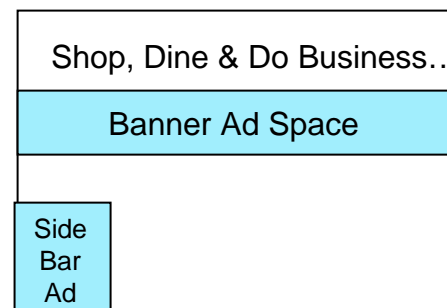 Shop, Dine & Do Business…
Banner Ad Space
Side
Bar
Ad